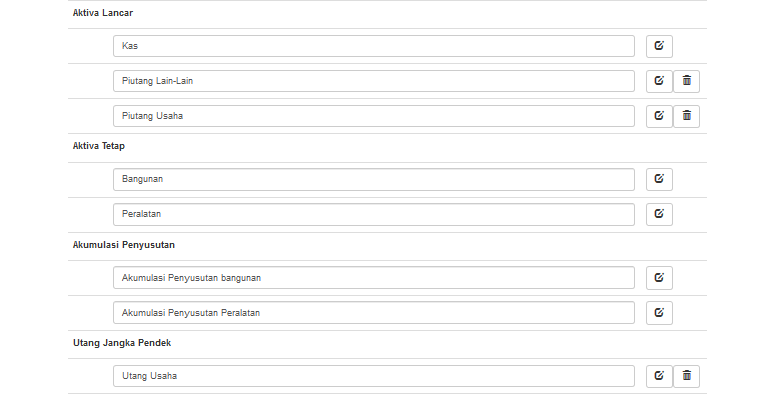 Aktiva Lancar
Kas
Piutang Lain-Lain
Piutang Usaha
Aktiva Tetap
Bangunan
Peralatan
Akumulasi Penyusutan
Akumulasi Penyusutan bangunan
Akumulasi Penyusutan Peralatan
Utang Jangka Pendek
Utang Usaha